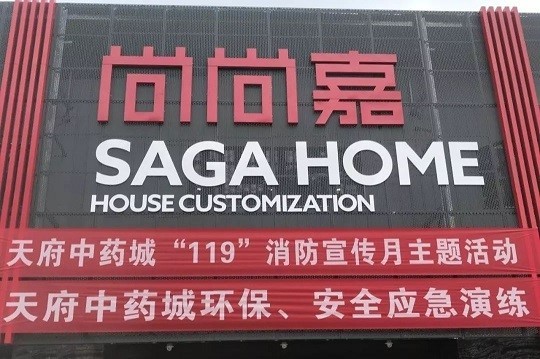 尚尚嘉
SAGA HOME
HOUSE CUSTOMIZATION
天府中药城“119”消防宣传月主题活动
天府中药城环保、安全应急演练